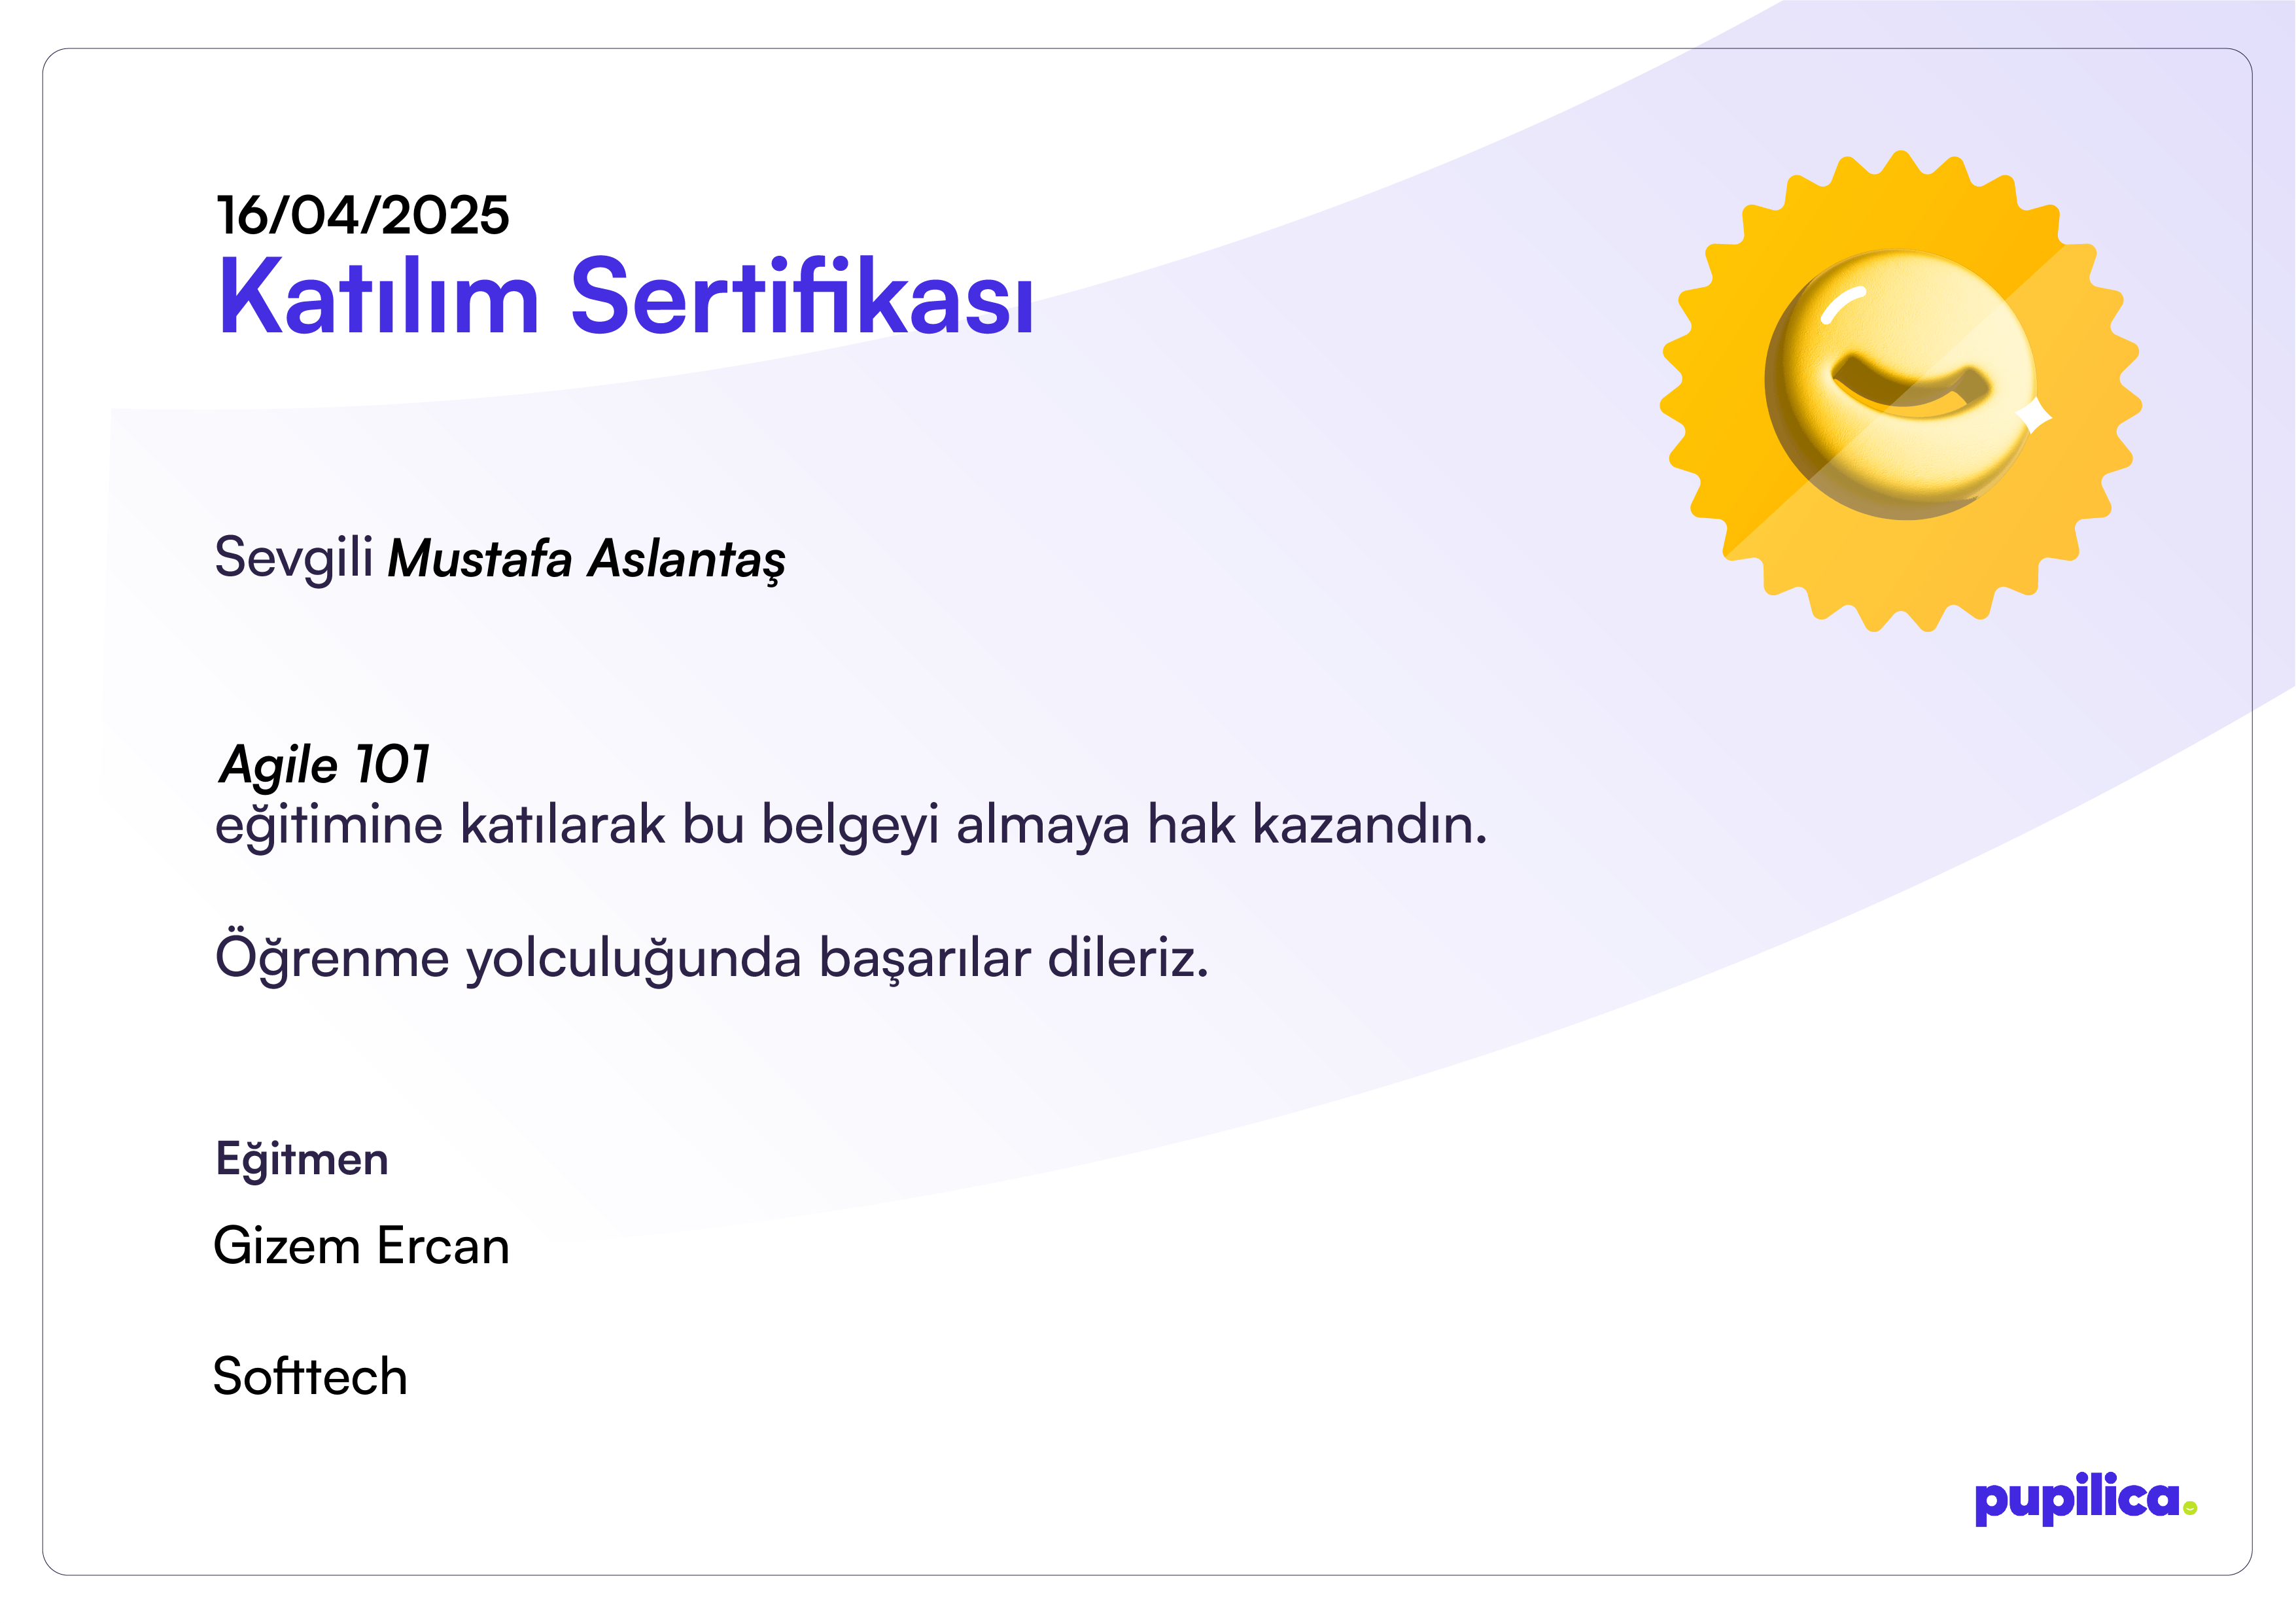 16/04/2025
Katılım Sertifikası
Sevgili Mustafa Aslantaş
Agile 101
eğitimine katılarak bu belgeyi almaya hak kazandın.
Öğrenme yolculuğunda başarılar dileriz.
Eğitmen
Gizem Ercan
Softtech
pupilica.